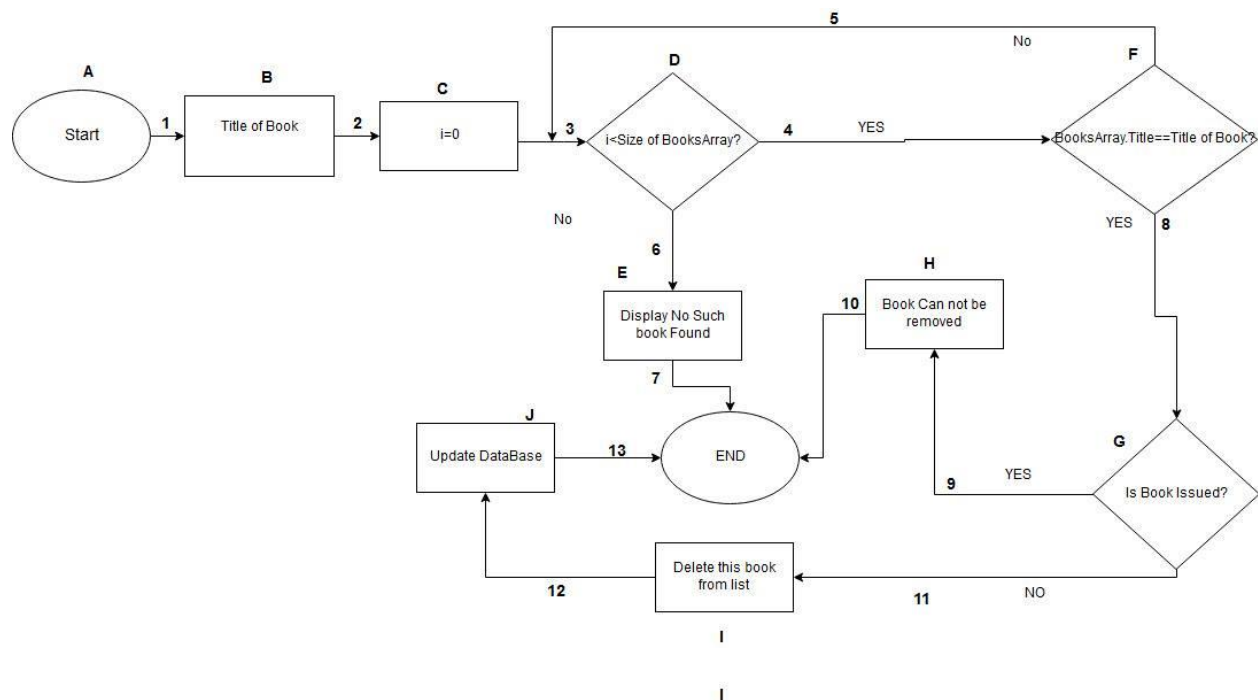 5
No
A
B
C
D
F
Start
1
Title of Book
2
i=0
3
i<Size of BooksArray?
4
YES
BooksArray.Title==Title of Book?
No
6
YES
8
E
H
Display No Such
book Found
10
Book Can not be
removed
7
J
G
Update DataBase
13
END
9
YES
Is Book Issued?
Delete this book
from list
12
11
NO
I
I